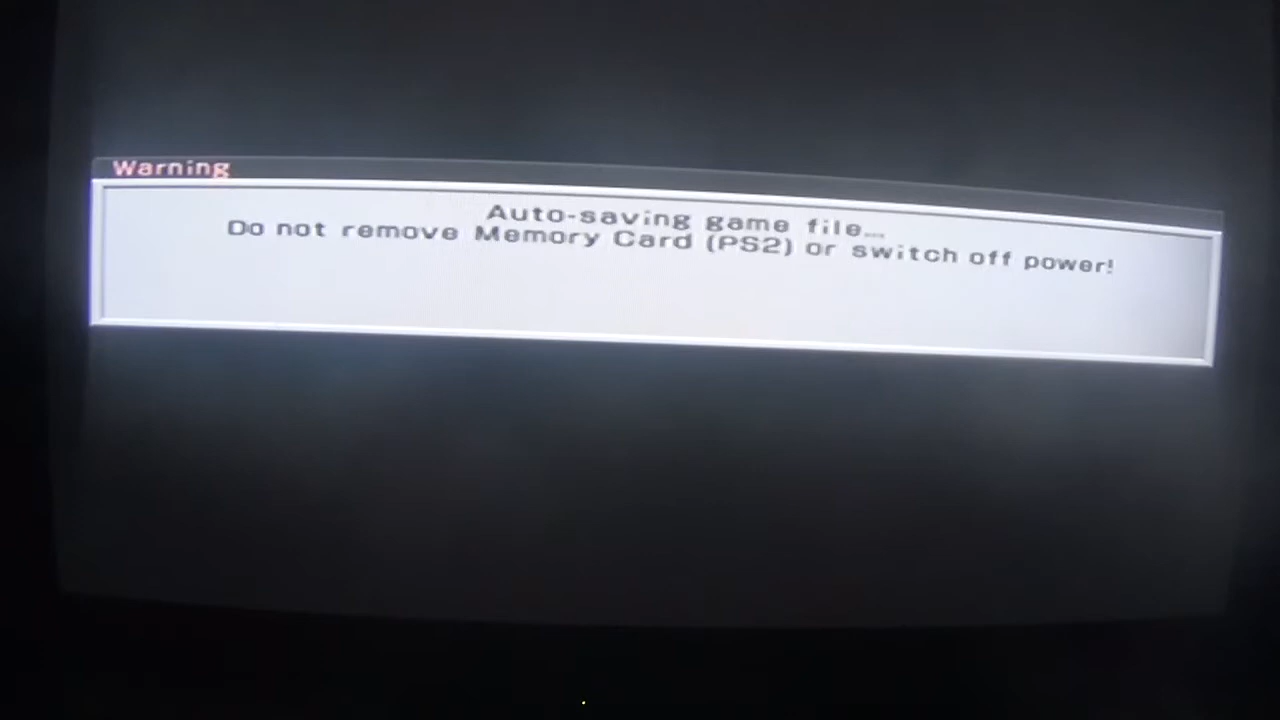 Warning
Auto-saving game file...
Do not remove Memory Card (PS2) or switch off power!